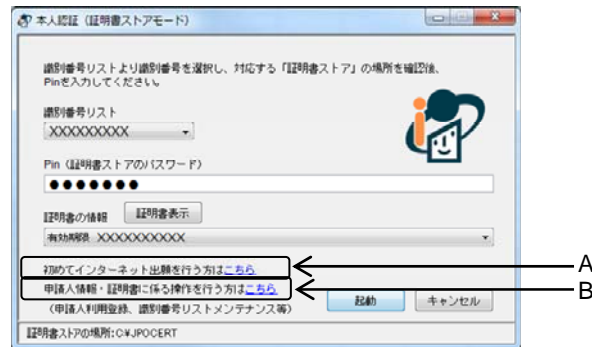 本人認証（証明書ストアモード）
識別番号リストより識別番号を選択し、対応する「証明書ストア」の場所を確認後、
Pinを入力してください。
識別番号リスト
XXXXXXXXX
Pin（証明書ストアのパスワード）
●●●●●●●
証明書の情報 証明書表示
有効期限 XXXXXXXXXXX
初めてインターネット出願を行う方はこちら A
申請人情報・証明書に係る操作を行う方はこちら B
（申請人利用登録、識別番号リストメンテナンス等） 起動 キャンセル
証明書ストアの場所:C¥JPOCERT